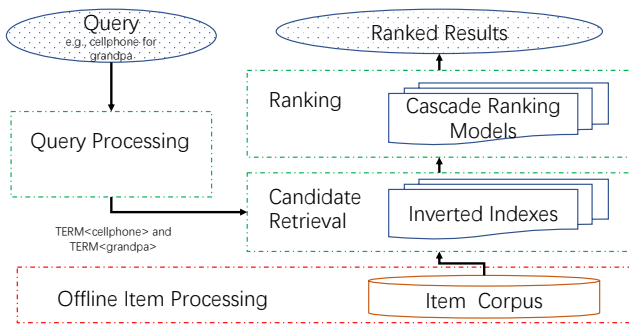 Query
e.g., cellphone for
grandpa
Query Processing
TERM<cellphone> and
TERM<grandpa>
Ranked Results
Ranking
Cascade Ranking
Models
Candidate
Retrieval
Inverted Indexes
Offline Item Processing
Item Corpus